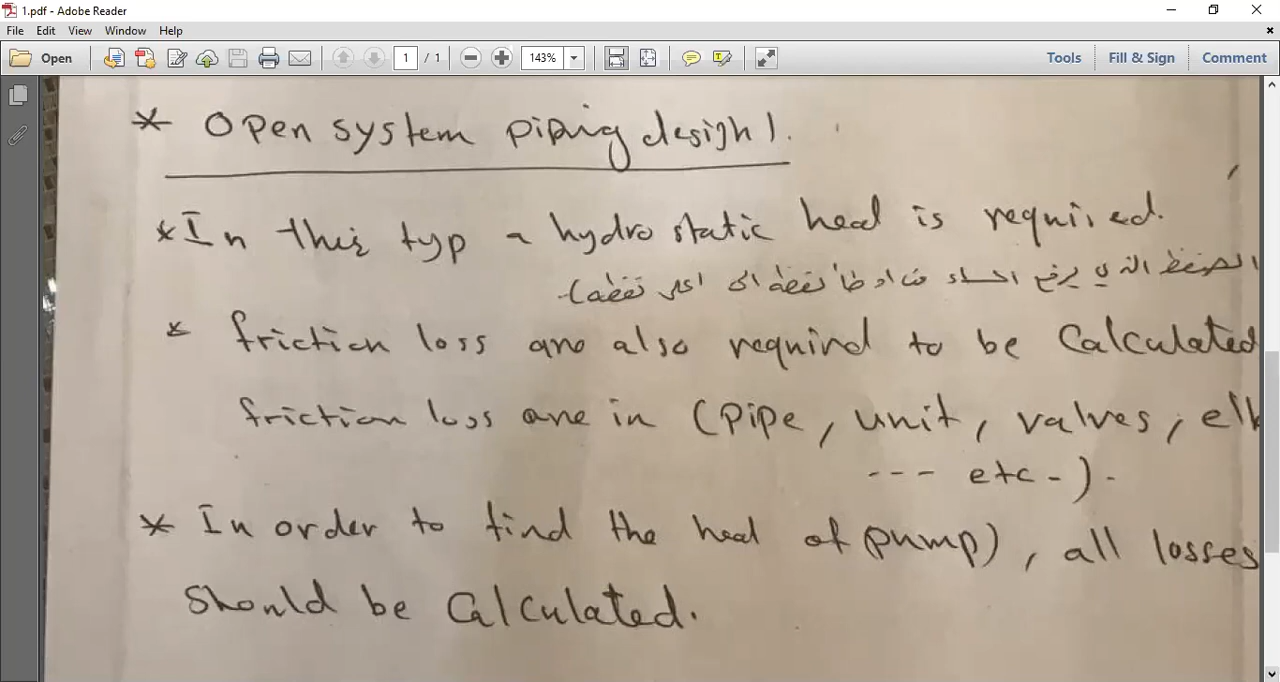 1.pdf - Adobe Reader
File Edit View Window Help
Open 1 / 1 143% Tools Fill & Sign Comment
* Open system piping design).
* In this typ a hydro static head is required.
الضغط الذي يرفع الماء من اوطأ نقطة الى اعلى نقطة).
* friction loss are also requird to be Calculated
friction loss are in (pipe, unit, valves, elb
--- etc -).
* In order to find the head of pump), all losses
should be Calculated.